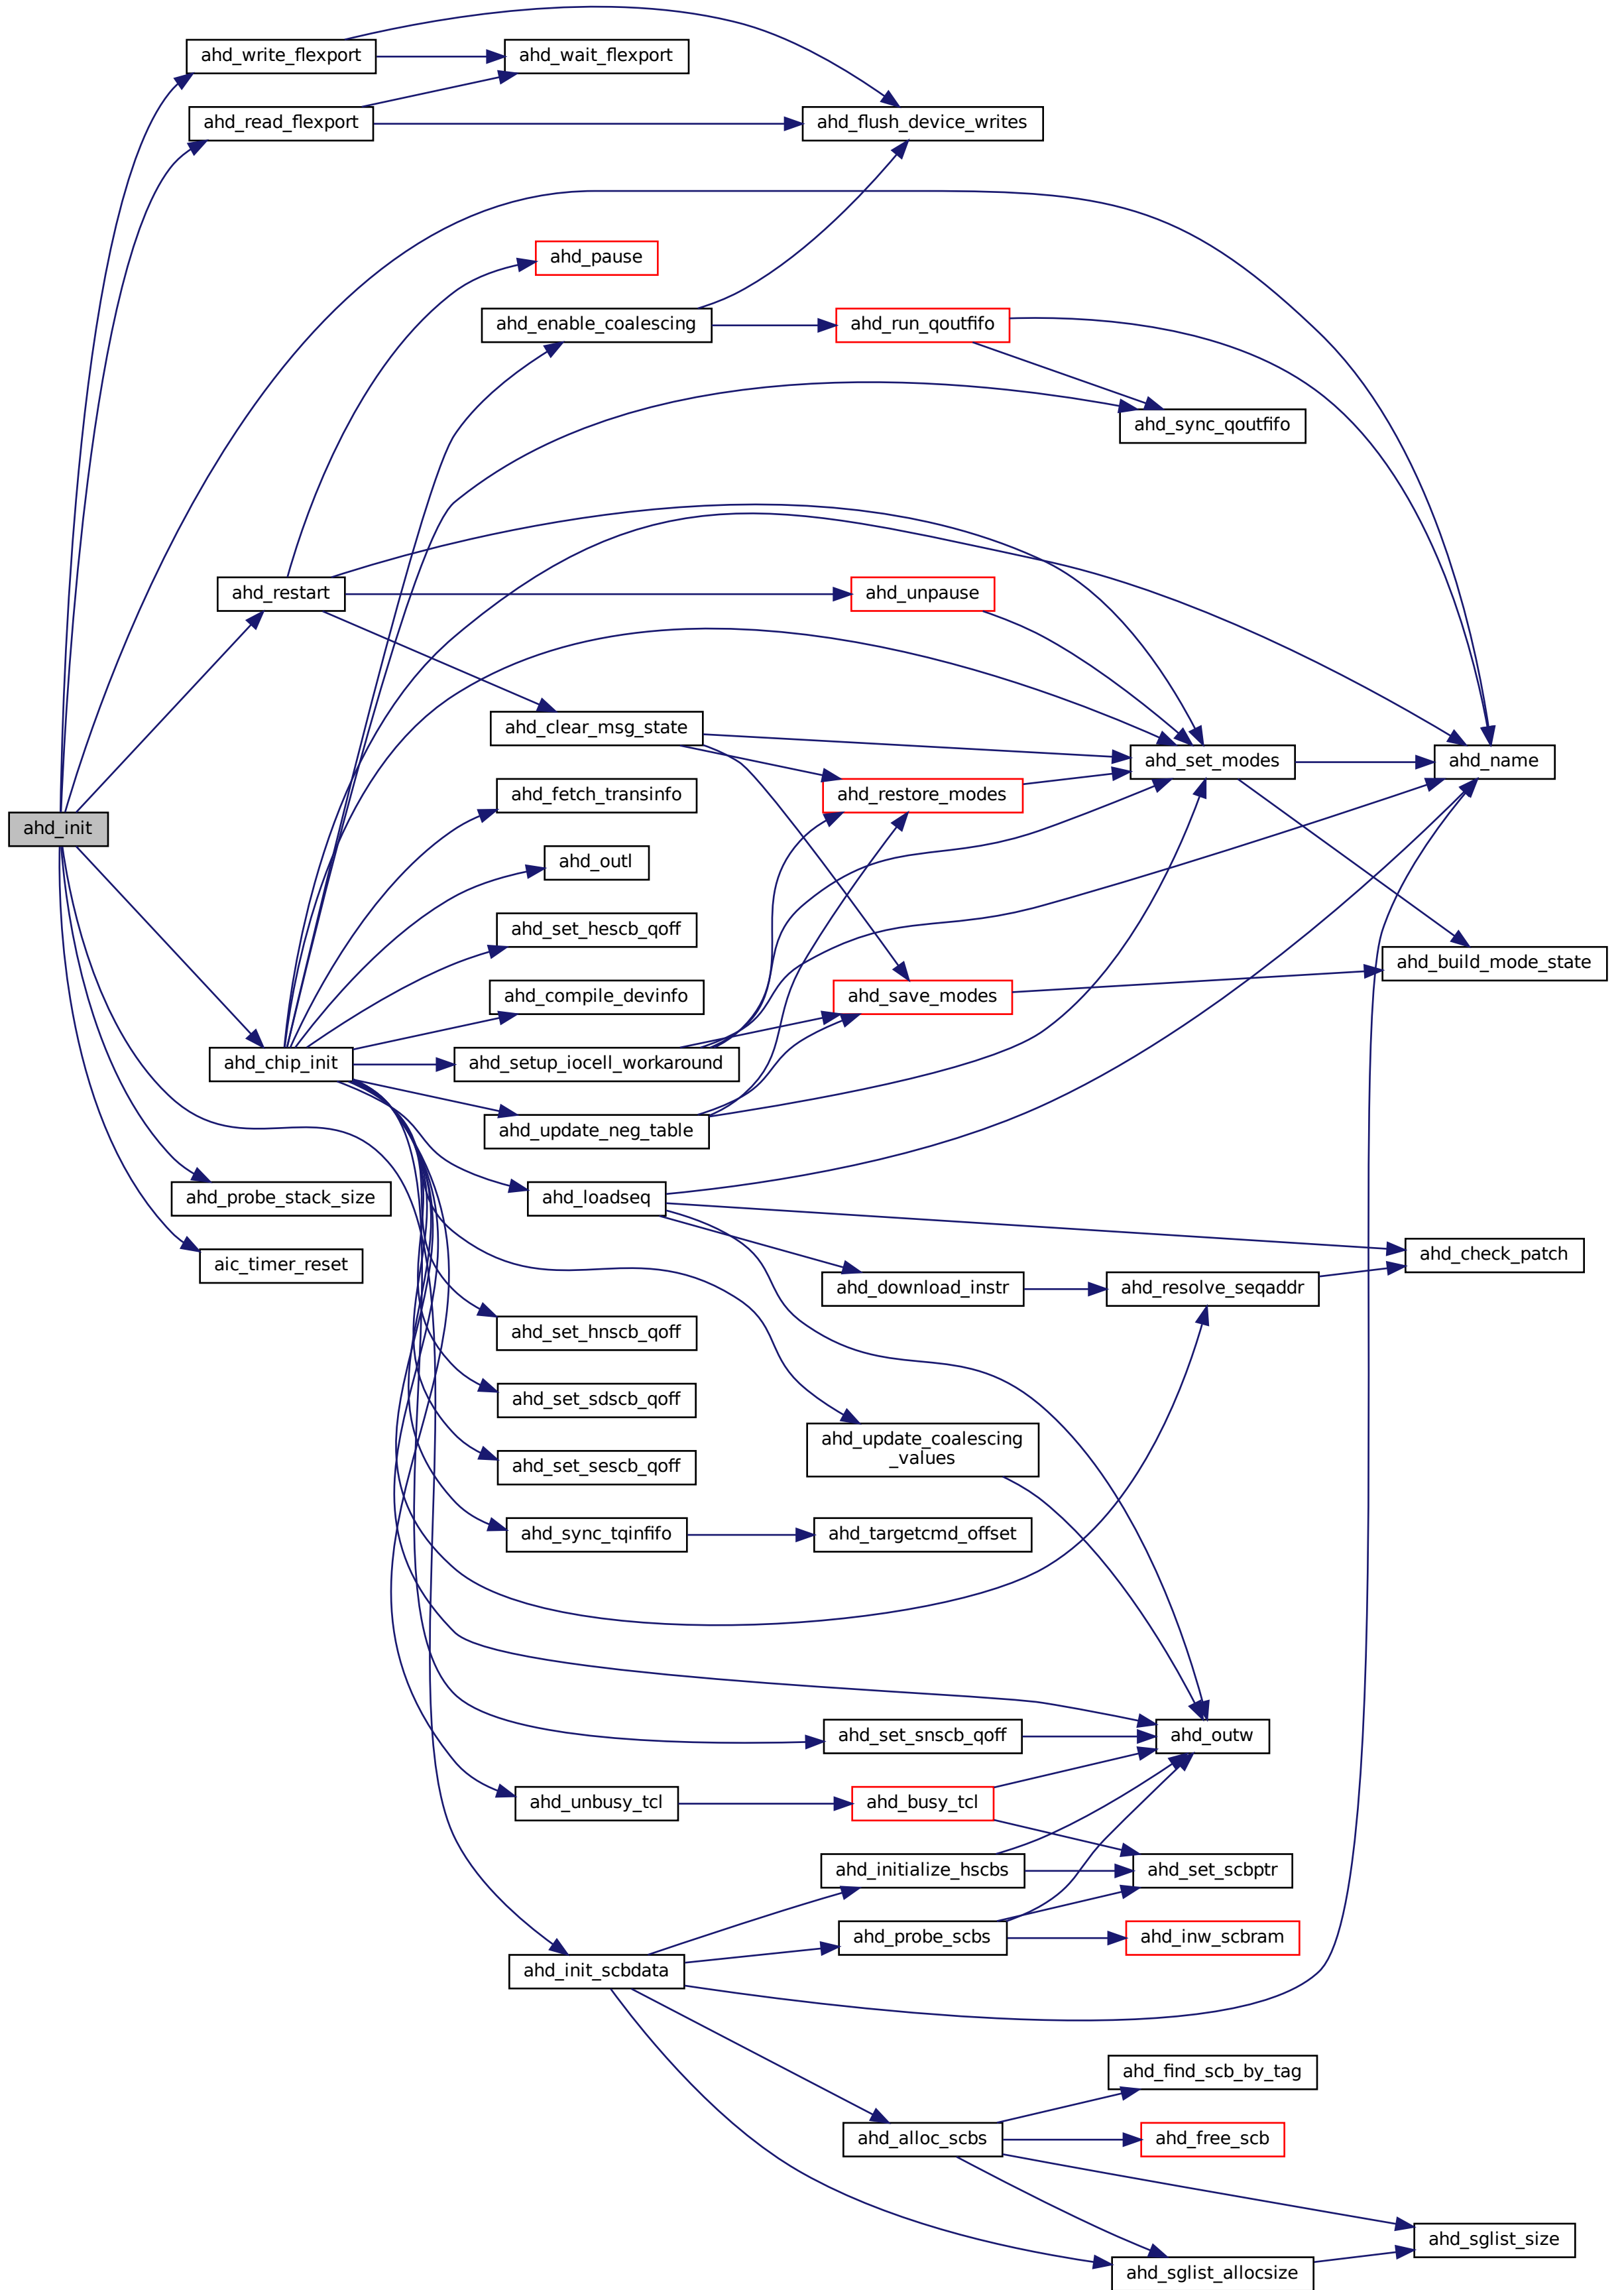 ahd_write_flexport
ahd_wait_flexport
ahd_read_flexport
ahd_flush_device_writes
ahd_pause
ahd_enable_coalescing
ahd_run_qoutfifo
ahd_sync_qoutfifo
ahd_restart
ahd_unpause
ahd_clear_msg_state
ahd_set_modes
ahd_name
ahd_fetch_transinfo
ahd_restore_modes
ahd_init
ahd_outl
ahd_set_hescb_qoff
ahd_build_mode_state
ahd_compile_devinfo
ahd_save_modes
ahd_chip_init
ahd_setup_iocell_workaround
ahd_update_neg_table
ahd_probe_stack_size
ahd_loadseq
ahd_check_patch
aic_timer_reset
ahd_download_instr
ahd_resolve_seqaddr
ahd_set_hnscb_qoff
ahd_set_sdscb_qoff
ahd_update_coalescing
_values
ahd_set_sescb_qoff
ahd_sync_tqinfifo
ahd_targetcmd_offset
ahd_set_snscb_qoff
ahd_outw
ahd_unbusy_tcl
ahd_busy_tcl
ahd_initialize_hscbs
ahd_set_scbptr
ahd_probe_scbs
ahd_inw_scbram
ahd_init_scbdata
ahd_find_scb_by_tag
ahd_alloc_scbs
ahd_free_scb
ahd_sglist_size
ahd_sglist_allocsize